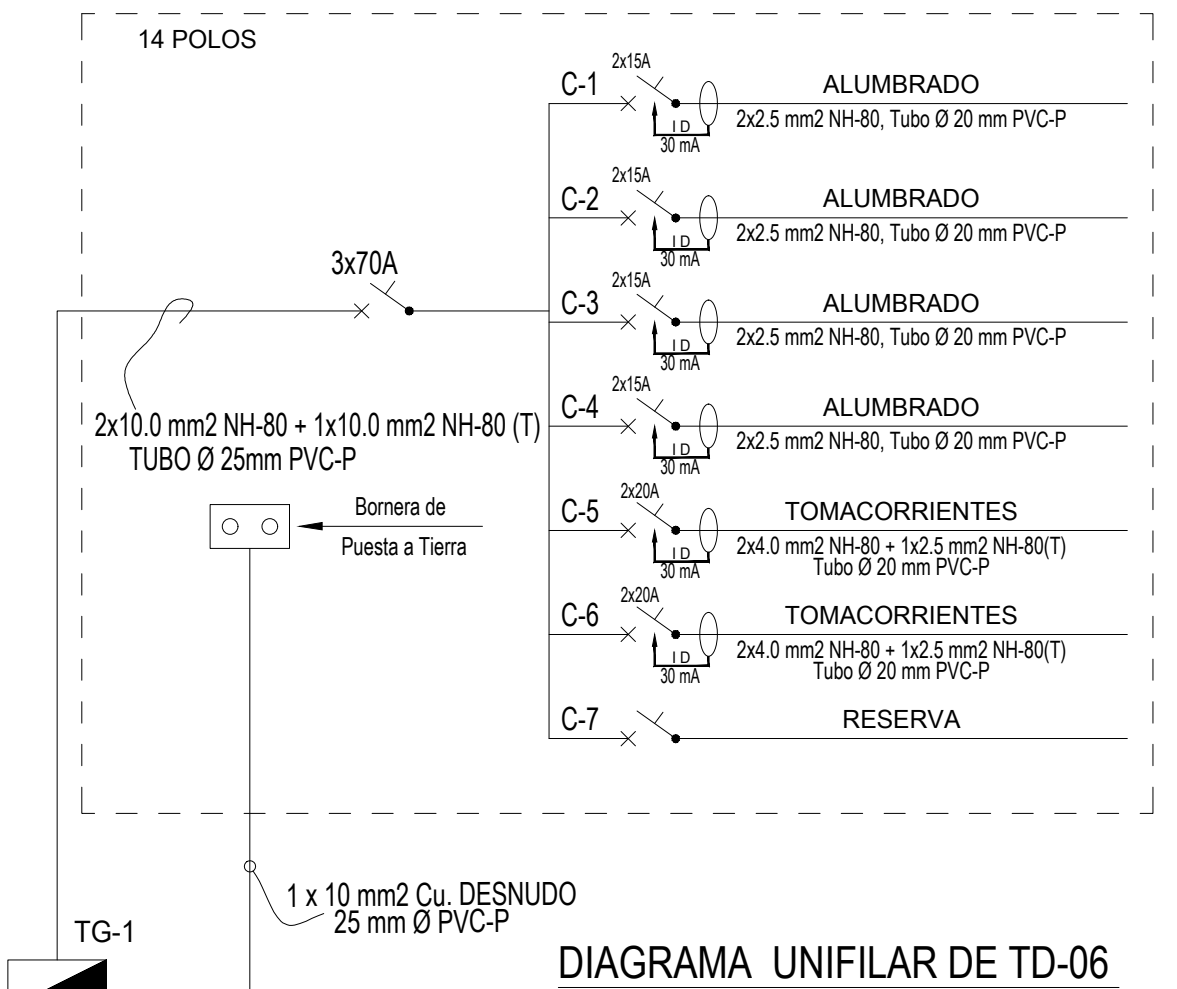 14 POLOS
2x15A
C-1
ALUMBRADO
2x2.5 mm2 NH-80, Tubo Ø 20 mm PVC-P
I D
30 mA
2x15A
C-2
ALUMBRADO
2x2.5 mm2 NH-80, Tubo Ø 20 mm PVC-P
I D
30 mA
3x70A
2x15A
C-3
ALUMBRADO
2x2.5 mm2 NH-80, Tubo Ø 20 mm PVC-P
I D
30 mA
2x15A
C-4
ALUMBRADO
2x2.5 mm2 NH-80, Tubo Ø 20 mm PVC-P
I D
30 mA
2x10.0 mm2 NH-80 + 1x10.0 mm2 NH-80 (T)
TUBO Ø 25mm PVC-P
Bornera de
Puesta a Tierra
2x20A
C-5
TOMACORRIENTES
2x4.0 mm2 NH-80 + 1x2.5 mm2 NH-80(T)
Tubo Ø 20 mm PVC-P
I D
30 mA
2x20A
C-6
TOMACORRIENTES
2x4.0 mm2 NH-80 + 1x2.5 mm2 NH-80(T)
Tubo Ø 20 mm PVC-P
I D
30 mA
C-7
RESERVA
1 x 10 mm2 Cu. DESNUDO
25 mm Ø PVC-P
TG-1
DIAGRAMA UNIFILAR DE TD-06